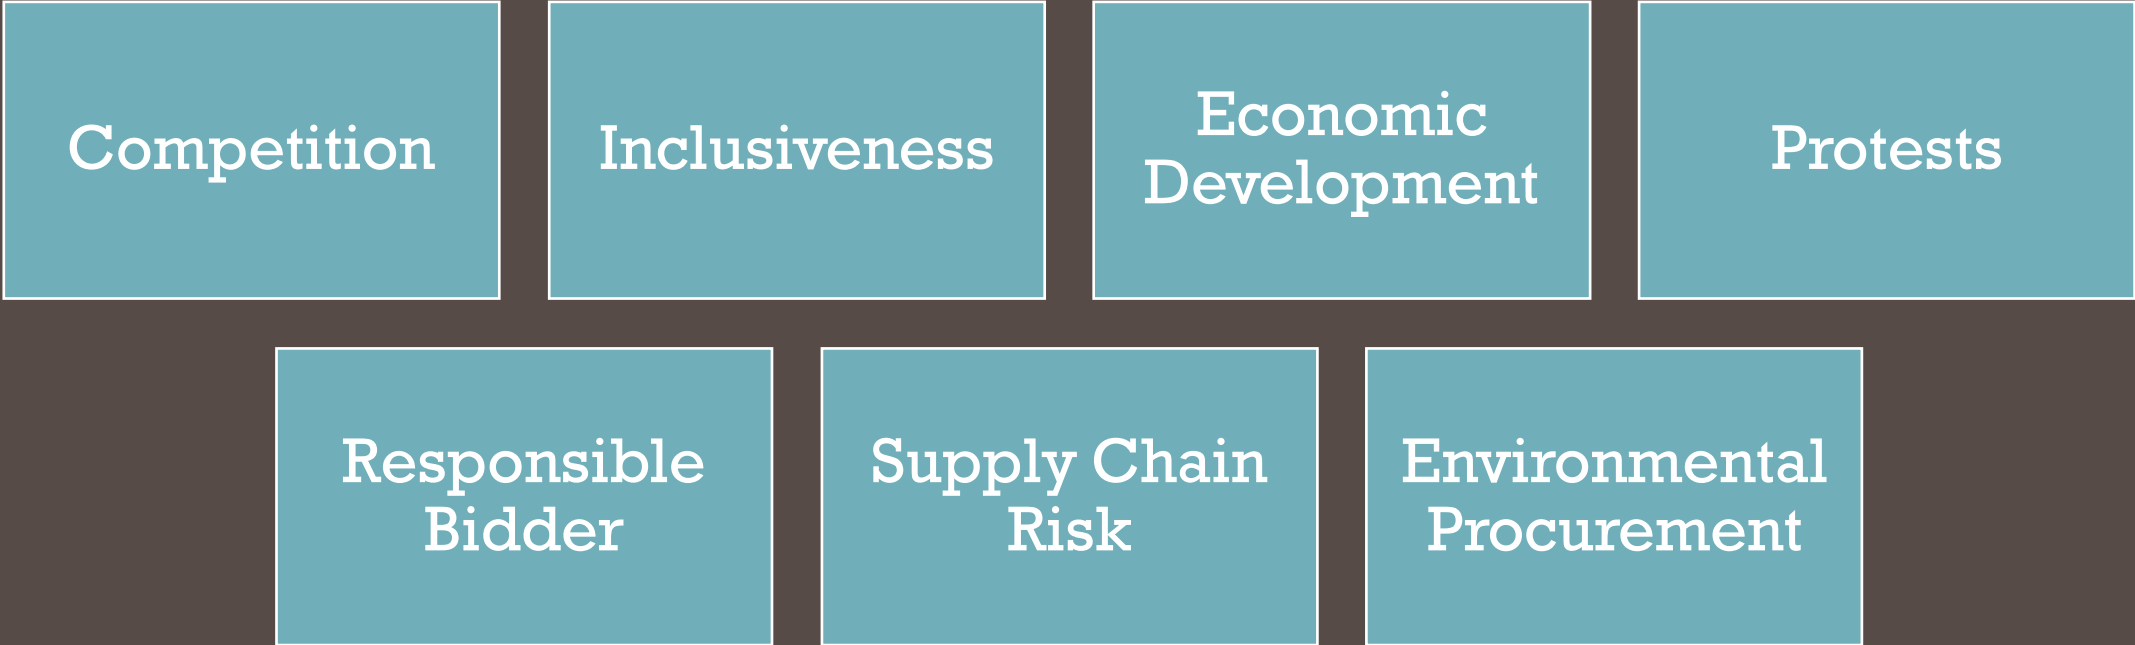 Competition
Inclusiveness
Economic
Development
Protests
Responsible
Bidder
Supply Chain
Risk
Environmental
Procurement